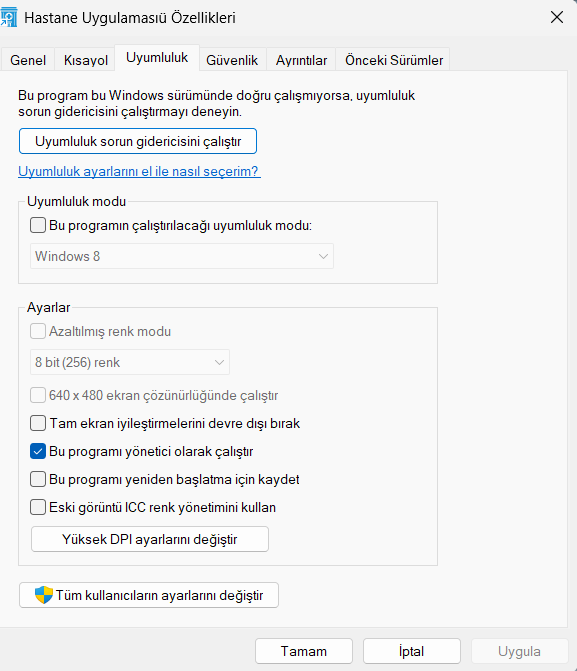 Hastane Uygulamasıü Özellikleri
Genel
Kısayol
Uyumluluk
Güvenlik
Ayrıntılar
Önceki Sürümler
Bu program bu Windows sürümünde doğru çalışmıyorsa, uyumluluk
sorun gidericisini çalıştırmayı deneyin.
Uyumluluk sorun gidericisini çalıştır
Uyumluluk ayarlarını el ile nasıl seçerim?
Uyumluluk modu
Bu programın çalıştırılacağı uyumluluk modu:
Windows 8
Ayarlar
Azaltılmış renk modu
8 bit (256) renk
640 x 480 ekran çözünürlüğünde çalıştır
Tam ekran iyileştirmelerini devre dışı bırak
Bu programı yönetici olarak çalıştır
Bu programı yeniden başlatma için kaydet
Eski görüntü ICC renk yönetimini kullan
Yüksek DPI ayarlarını değiştir
Tüm kullanıcıların ayarlarını değiştir
Tamam
İptal
Uygula